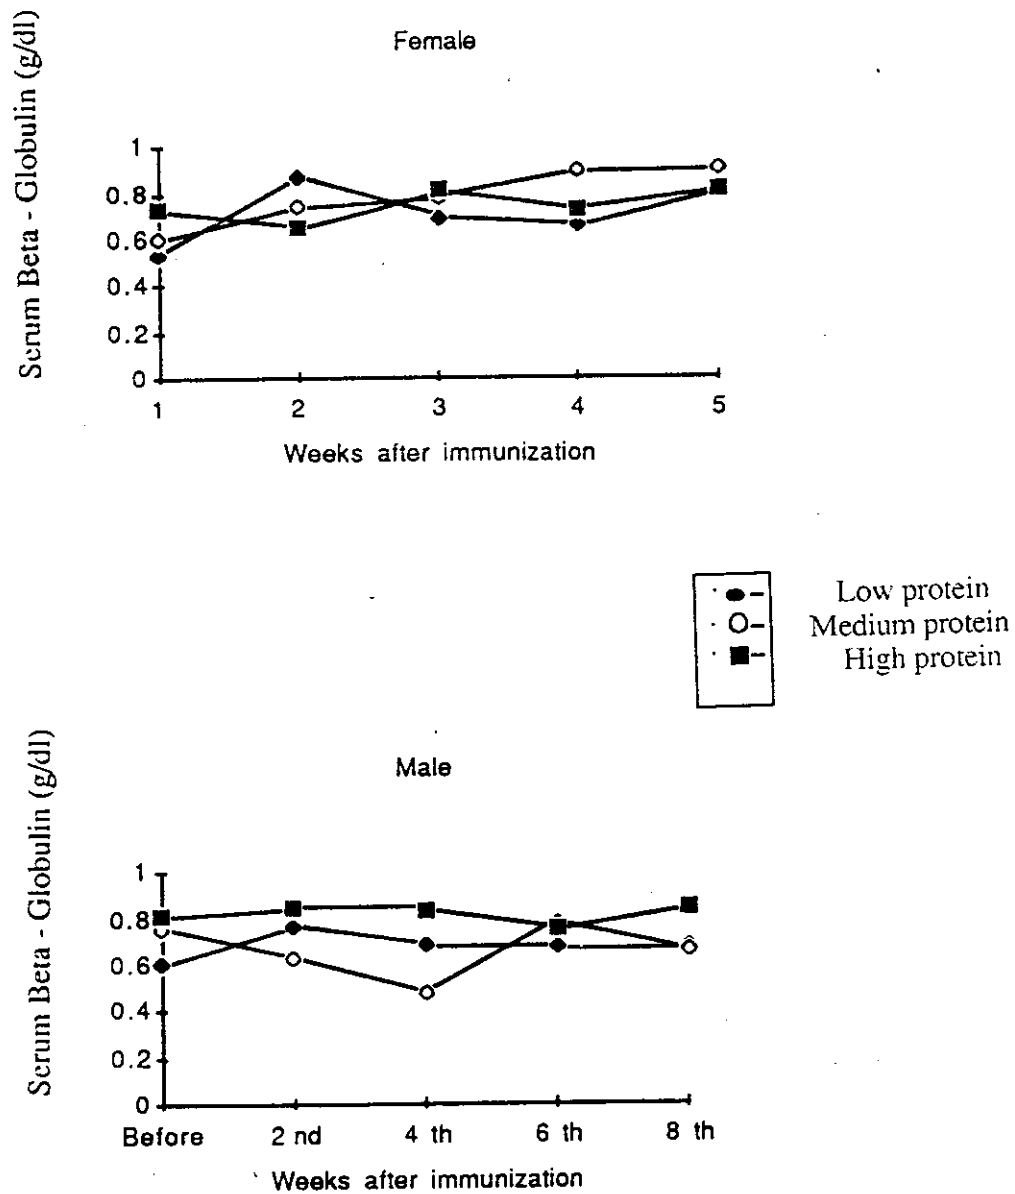 Female
Serum Beta - Globulin (g/dl)
1
0.8
0.6
0.4
0.2
0
1 2 3 4 5
Weeks after immunization
Low protein
Medium protein
High protein
Male
Serum Beta - Globulin (g/dl)
1
0.8
0.6
0.4
0.2
0
Before 2 nd 4 th 6 th 8 th
Weeks after immunization